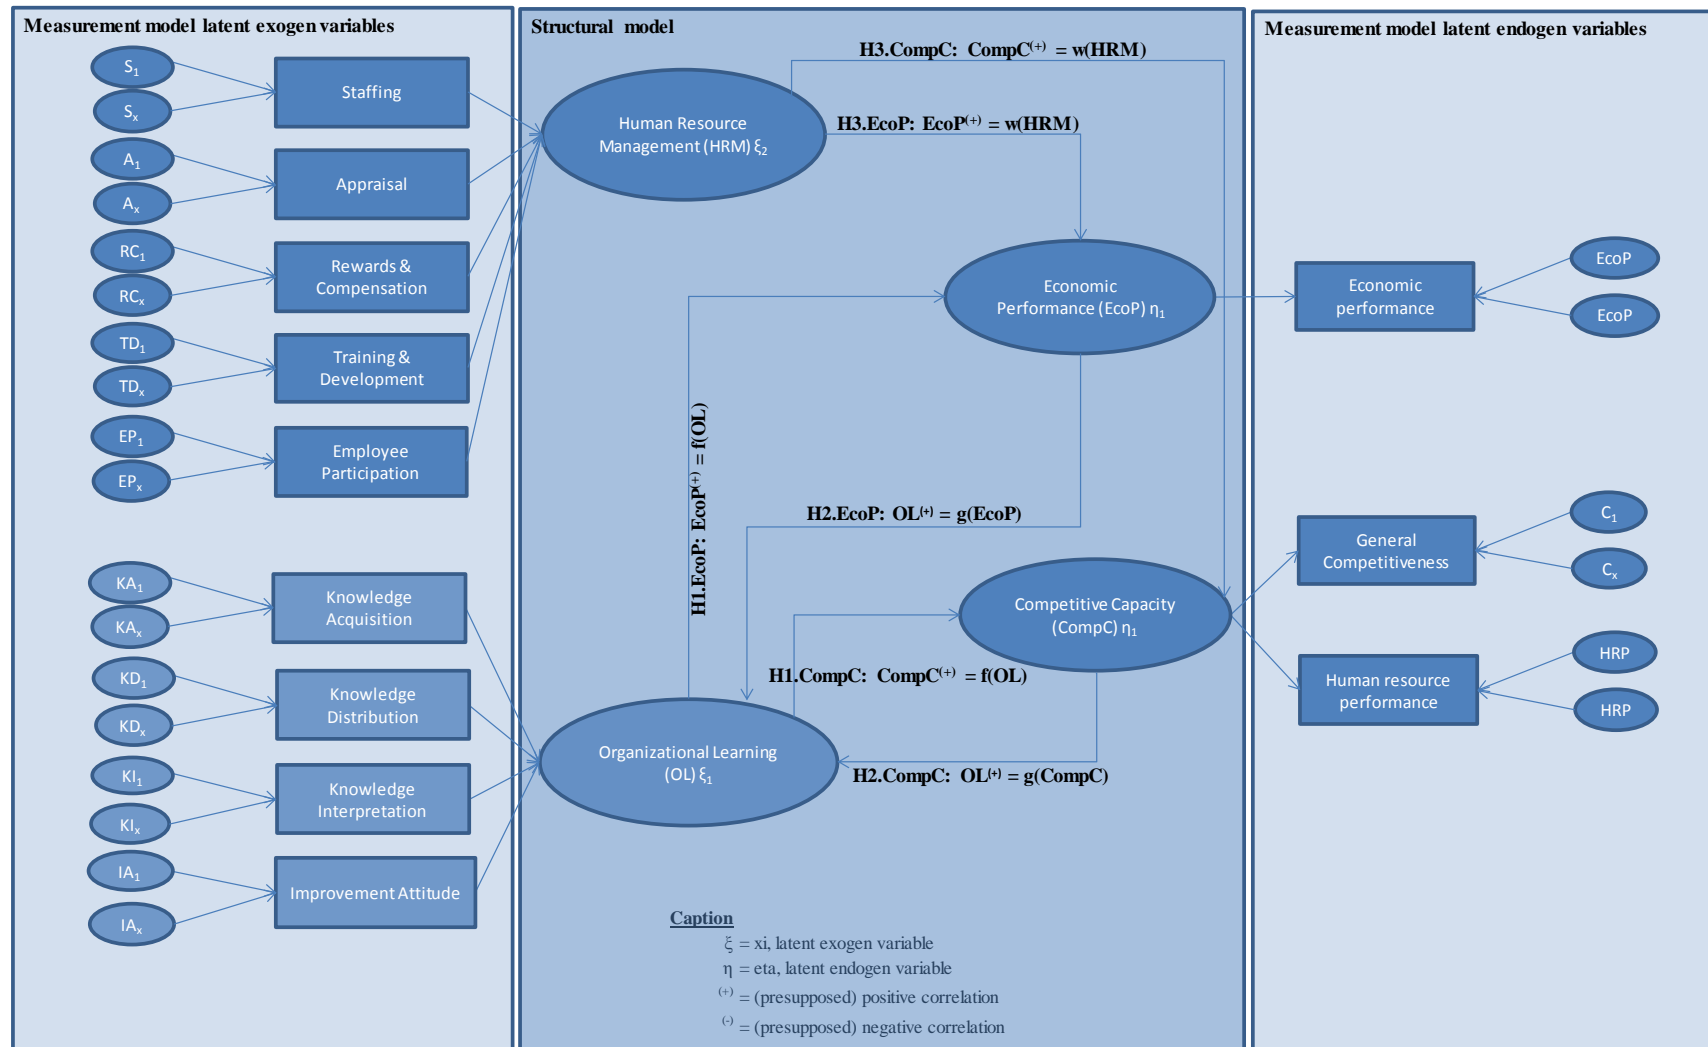 Measurement model latent exogen variables
S1
Sx
Staffing
A1
Ax
Appraisal
RC1
RCx
Rewards &
Compensation
TD1
TDx
Training &
Development
EP1
EPx
Employee
Participation
KA1
KAx
Knowledge
Acquisition
KD1
KDx
Knowledge
Distribution
KI1
KIx
Knowledge
Interpretation
IA1
IAx
Improvement Attitude
Structural model
H3.CompC: CompC(+) = w(HRM)
Human Resource
Management (HRM) ξ2
H3.EcoP: EcoP(+) = w(HRM)
Economic
Performance (EcoP) η1
H1.EcoP: EcoP(+) = f(OL)
H2.EcoP: OL(+) = g(EcoP)
Competitive Capacity
(CompC) η1
H1.CompC: CompC(+) = f(OL)
Organizational Learning
(OL) ξ1
H2.CompC: OL(+) = g(CompC)
Caption
ξ = xi, latent exogen variable
η = eta, latent endogen variable
(+) = (presupposed) positive correlation
(-) = (presupposed) negative correlation
Measurement model latent endogen variables
Economic
performance
EcoP
EcoP
General
Competitiveness
C1
Cx
Human resource
performance
HRP
HRP